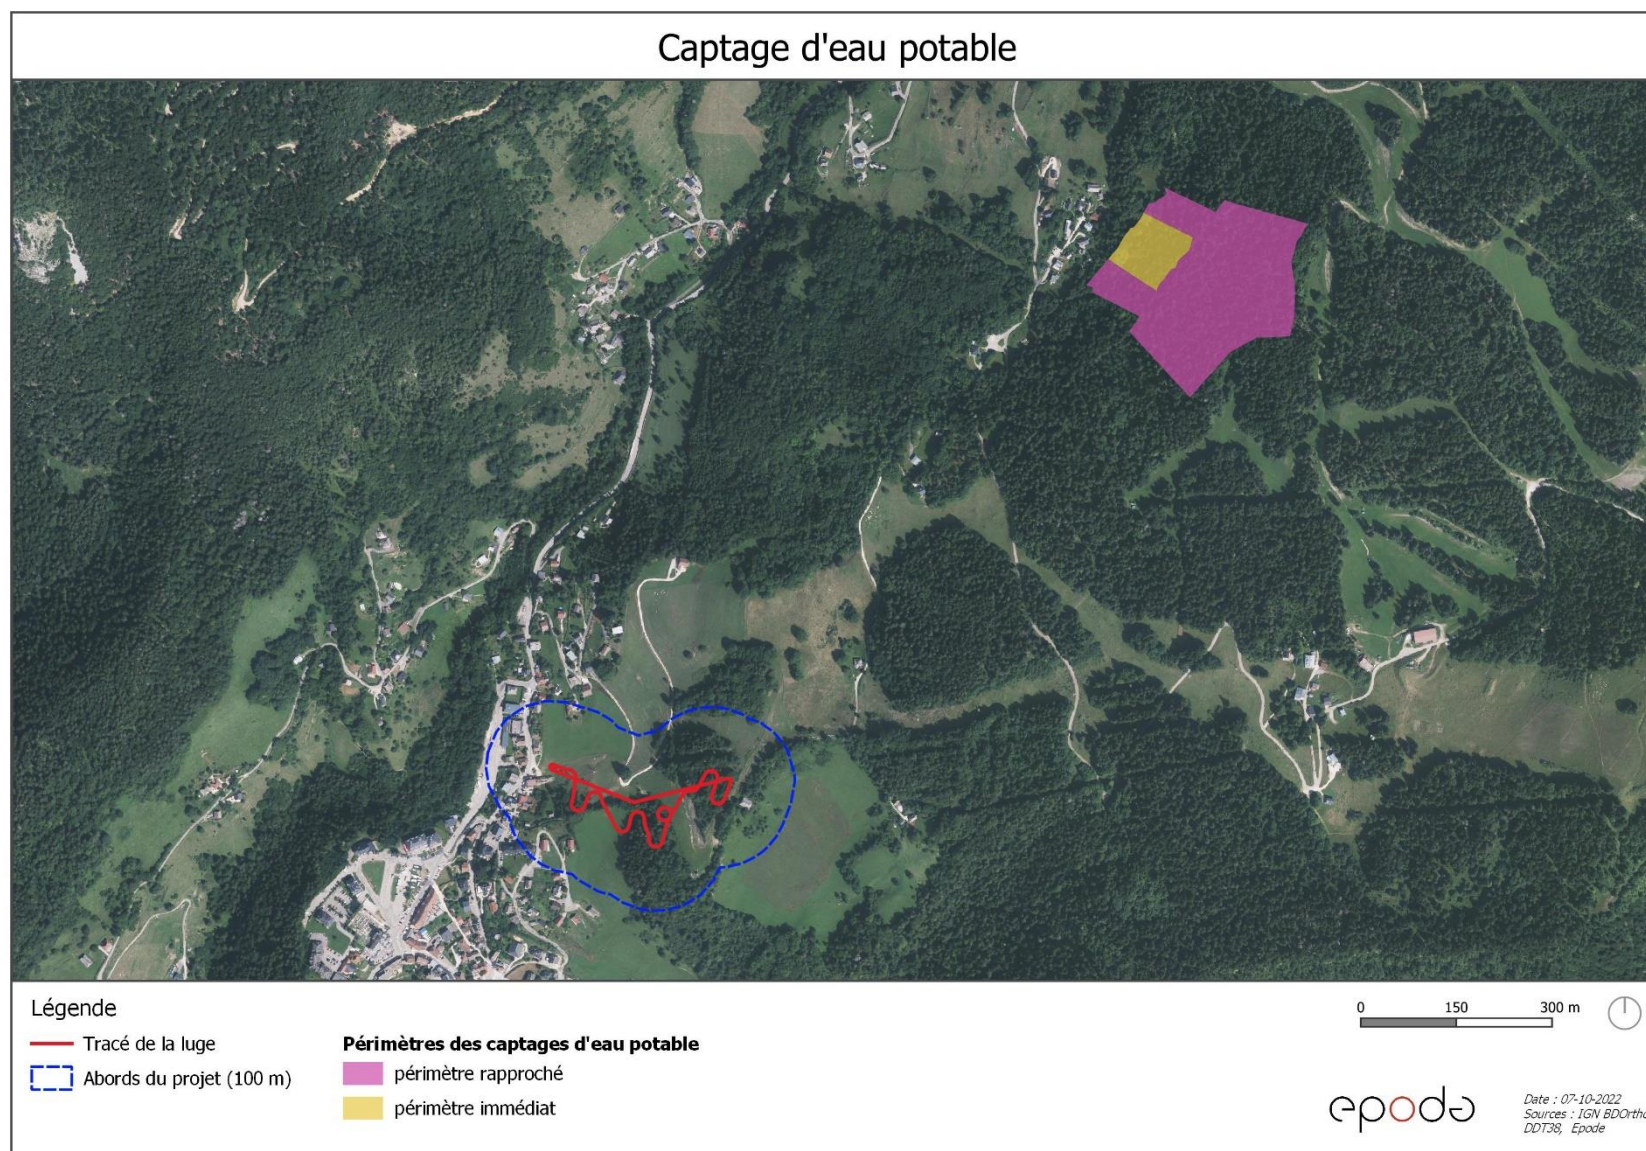 Captage d'eau potable
Légende
Tracé de la luge
Abords du projet (100 m)
Périmètres des captages d'eau potable
périmètre rapproché
périmètre immédiat
0 150 300 m
epode
Date : 07-10-2022
Sources : IGN BDOrtho
DDT38, Epode